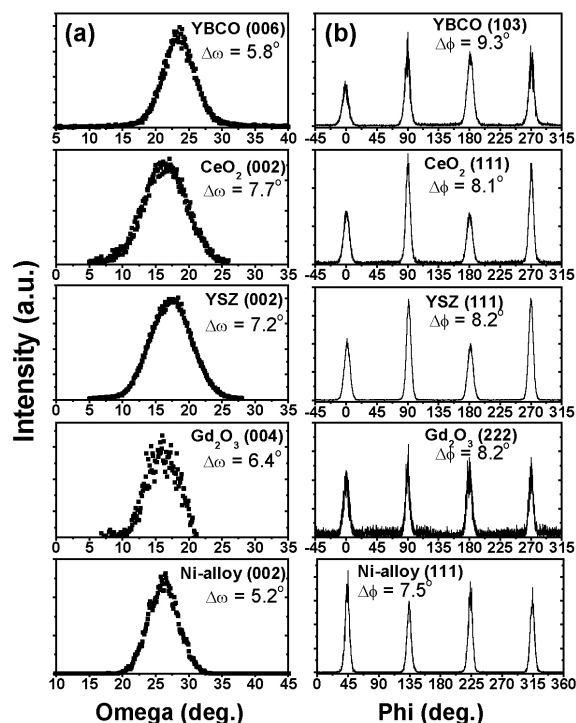 (a)
YBCO (006)
Δω = 5.8°
5 10 15 20 25 30 35 40
(b)
YBCO (103)
Δϕ = 9.3°
-45 0 45 90 135 180 225 270 315
CeO₂ (002)
Δω = 7.7°
0 5 10 15 20 25 30 35
CeO₂ (111)
Δϕ = 8.1°
-45 0 45 90 135 180 225 270 315
YSZ (002)
Δω = 7.2°
0 5 10 15 20 25 30 35
YSZ (111)
Δϕ = 8.2°
-45 0 45 90 135 180 225 270 315
Gd₂O₃ (004)
Δω = 6.4°
0 5 10 15 20 25 30 35
Gd₂O₃ (222)
Δϕ = 8.2°
-45 0 45 90 135 180 225 270 315
Ni-alloy (002)
Δω = 5.2°
10 15 20 25 30 35 40 45
Ni-alloy (111)
Δϕ = 7.5°
0 45 90 135 180 225 270 315 360
Intensity (a.u.)
Omega (deg.)
Phi (deg.)